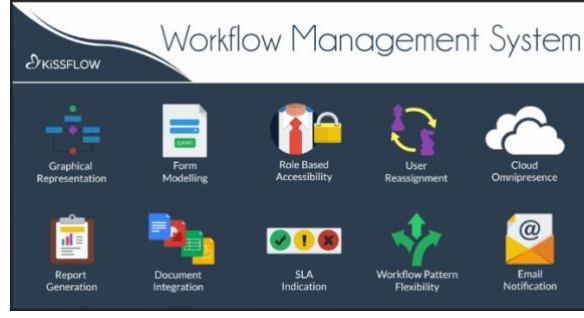 Workflow Management System
KiSSFLOW
Graphical
Representation
Form
Modelling
SUBMIT
Role Based
Accessibility
User
Reassignment
Cloud
Omnipresence
Report
Generation
Document
Integration
SLA
Indication
Workflow Pattern
Flexibility
@
Email
Notification